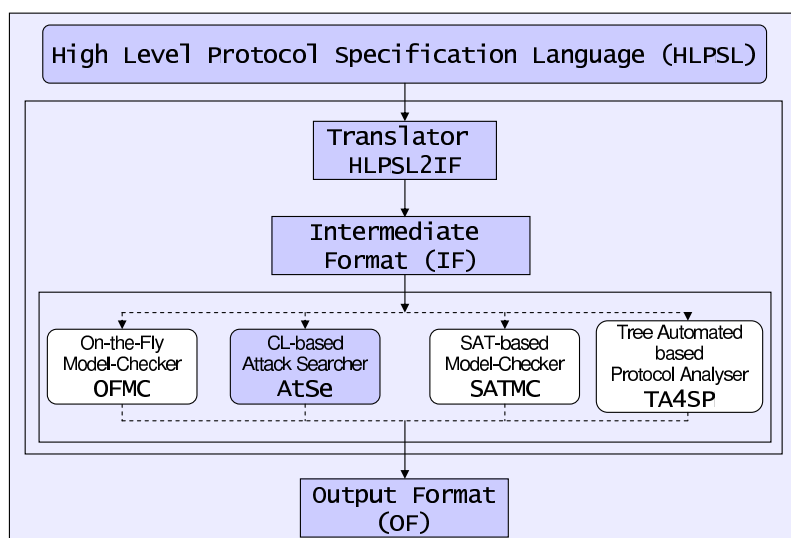 High Level Protocol Specification Language (HLPSL)
Translator
HLPSL2IF
Intermediate
Format (IF)
On-the-Fly
Model-Checker
OFMC
CL-based
Attack Searcher
AtSe
SAT-based
Model-Checker
SATMC
Tree Automated
based
Protocol Analyser
TA4SP
Output Format
(OF)